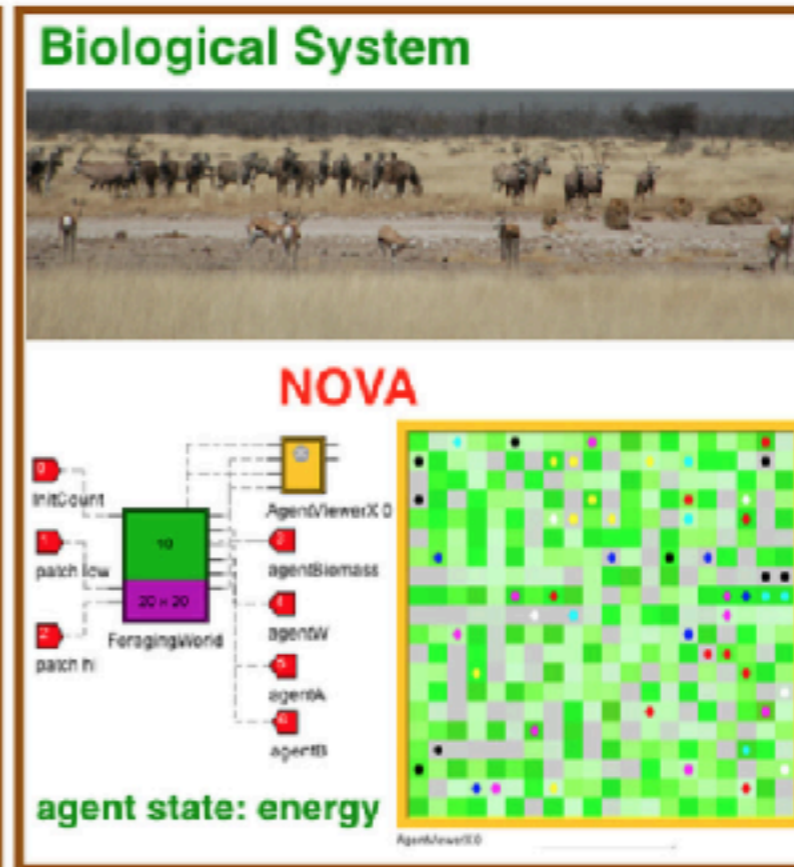 Biological System
NOVA
0
InitCount
1
patch low
2
patch hi
10
20 x 20
ForagingWorld
AgentViewerX 0
3
agentBiomass
4
agentW
5
agentA
6
agentB
agent state: energy
AgentViewerX 0